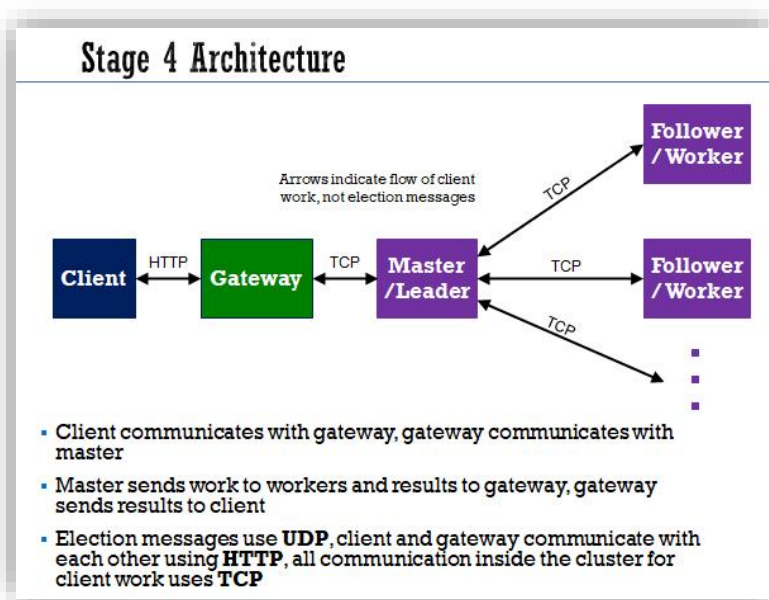 Stage 4 Architecture
Follower
/Worker
Arrows indicate flow of client
work, not election messages
TCP
Client
HTTP
Gateway
TCP
Master
/Leader
TCP
Follower
/Worker
TCP
Client communicates with gateway, gateway communicates with
master
Master sends work to workers and results to gateway, gateway
sends results to client
Election messages use UDP, client and gateway communicate with
each other using HTTP, all communication inside the cluster for
client work uses TCP